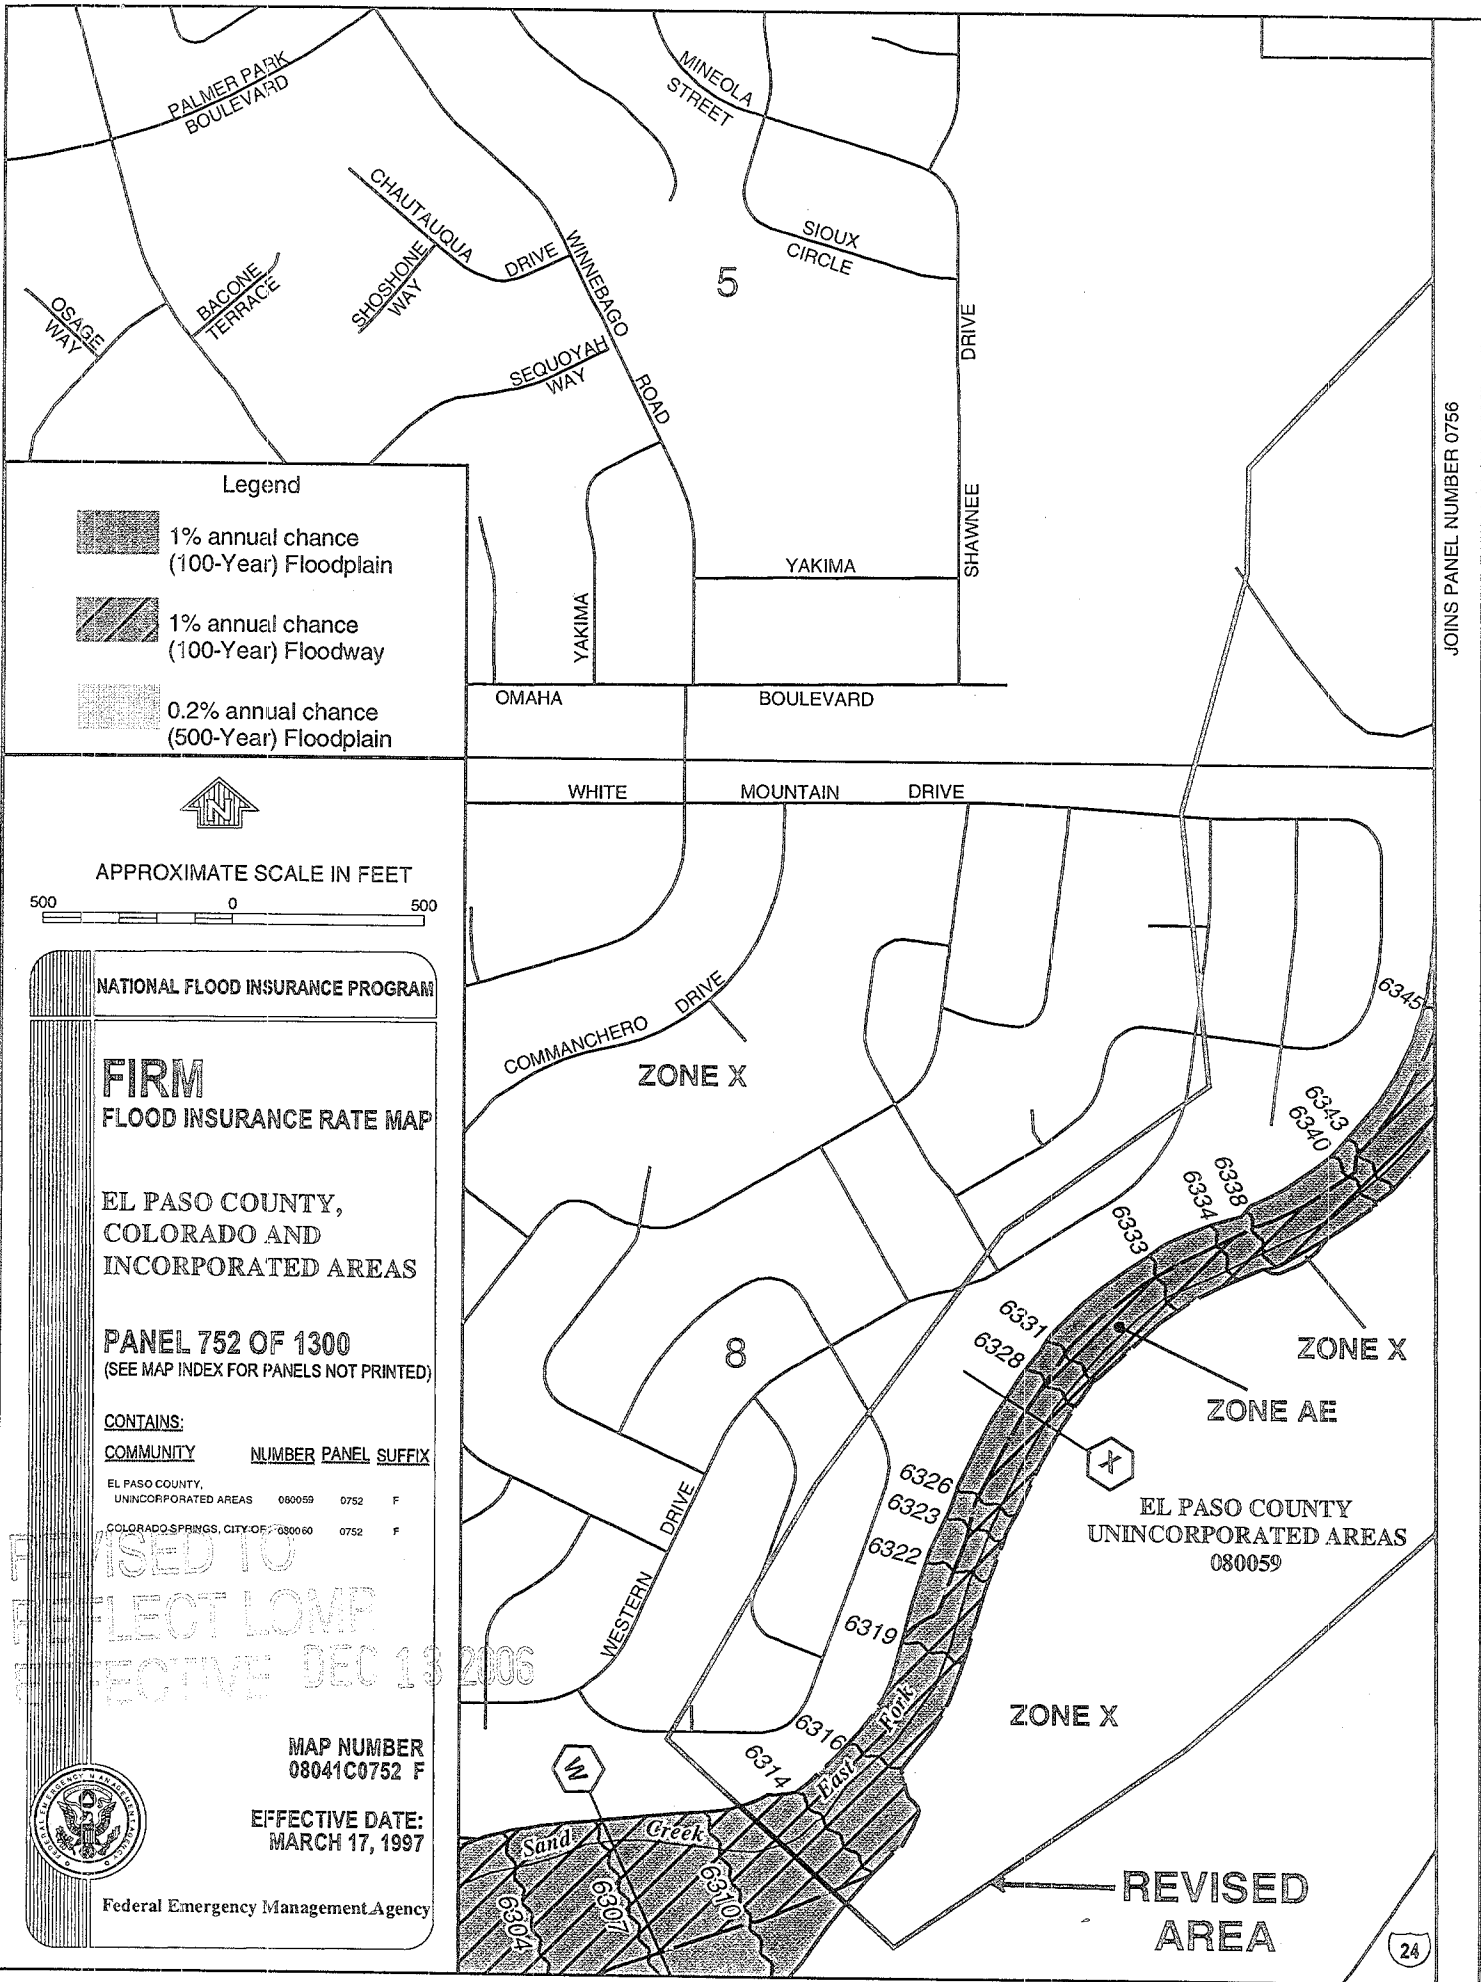 PALMER PARK
BOULEVARD
MINEOLA
STREET
CHAUTAUQUA
DRIVE
SHOSHONE
WAY
WINNEBAGO
ROAD
SIOUX
CIRCLE
5
BACONE
TERRACE
OSAGE
WAY
SEQUOYAH
WAY
DRIVE
SHAWNEE
YAKIMA
YAKIMA
OMAHA
BOULEVARD
JOINS PANEL NUMBER 0756
Legend
1% annual chance
(100-Year) Floodplain
1% annual chance
(100-Year) Floodway
0.2% annual chance
(500-Year) Floodplain
N
APPROXIMATE SCALE IN FEET
500 0 500
NATIONAL FLOOD INSURANCE PROGRAM
FIRM
FLOOD INSURANCE RATE MAP
EL PASO COUNTY,
COLORADO AND
INCORPORATED AREAS
PANEL 752 OF 1300
(SEE MAP INDEX FOR PANELS NOT PRINTED)
CONTAINS:
COMMUNITY NUMBER PANEL SUFFIX
EL PASO COUNTY,
UNINCORPORATED AREAS 080059 0752 F
COLORADO SPRINGS, CITY OF 080060 0752 F
REVISED TO
REFLECT LOMR
EFFECTIVE DEC 13 2006
MAP NUMBER
08041C0752 F
EFFECTIVE DATE:
MARCH 17, 1997
Federal Emergency Management Agency
WHITE MOUNTAIN DRIVE
COMMANCHERO DRIVE
ZONE X
6345
6343
6340
6338
6334
6333
6331
6328
8
ZONE X
ZONE AE
X
EL PASO COUNTY
UNINCORPORATED AREAS
080059
6326
6323
6322
6319
WESTERN DRIVE
6316
6314
East Fork
ZONE X
W
Sand Creek
6304
6307
6310
REVISED
AREA
24